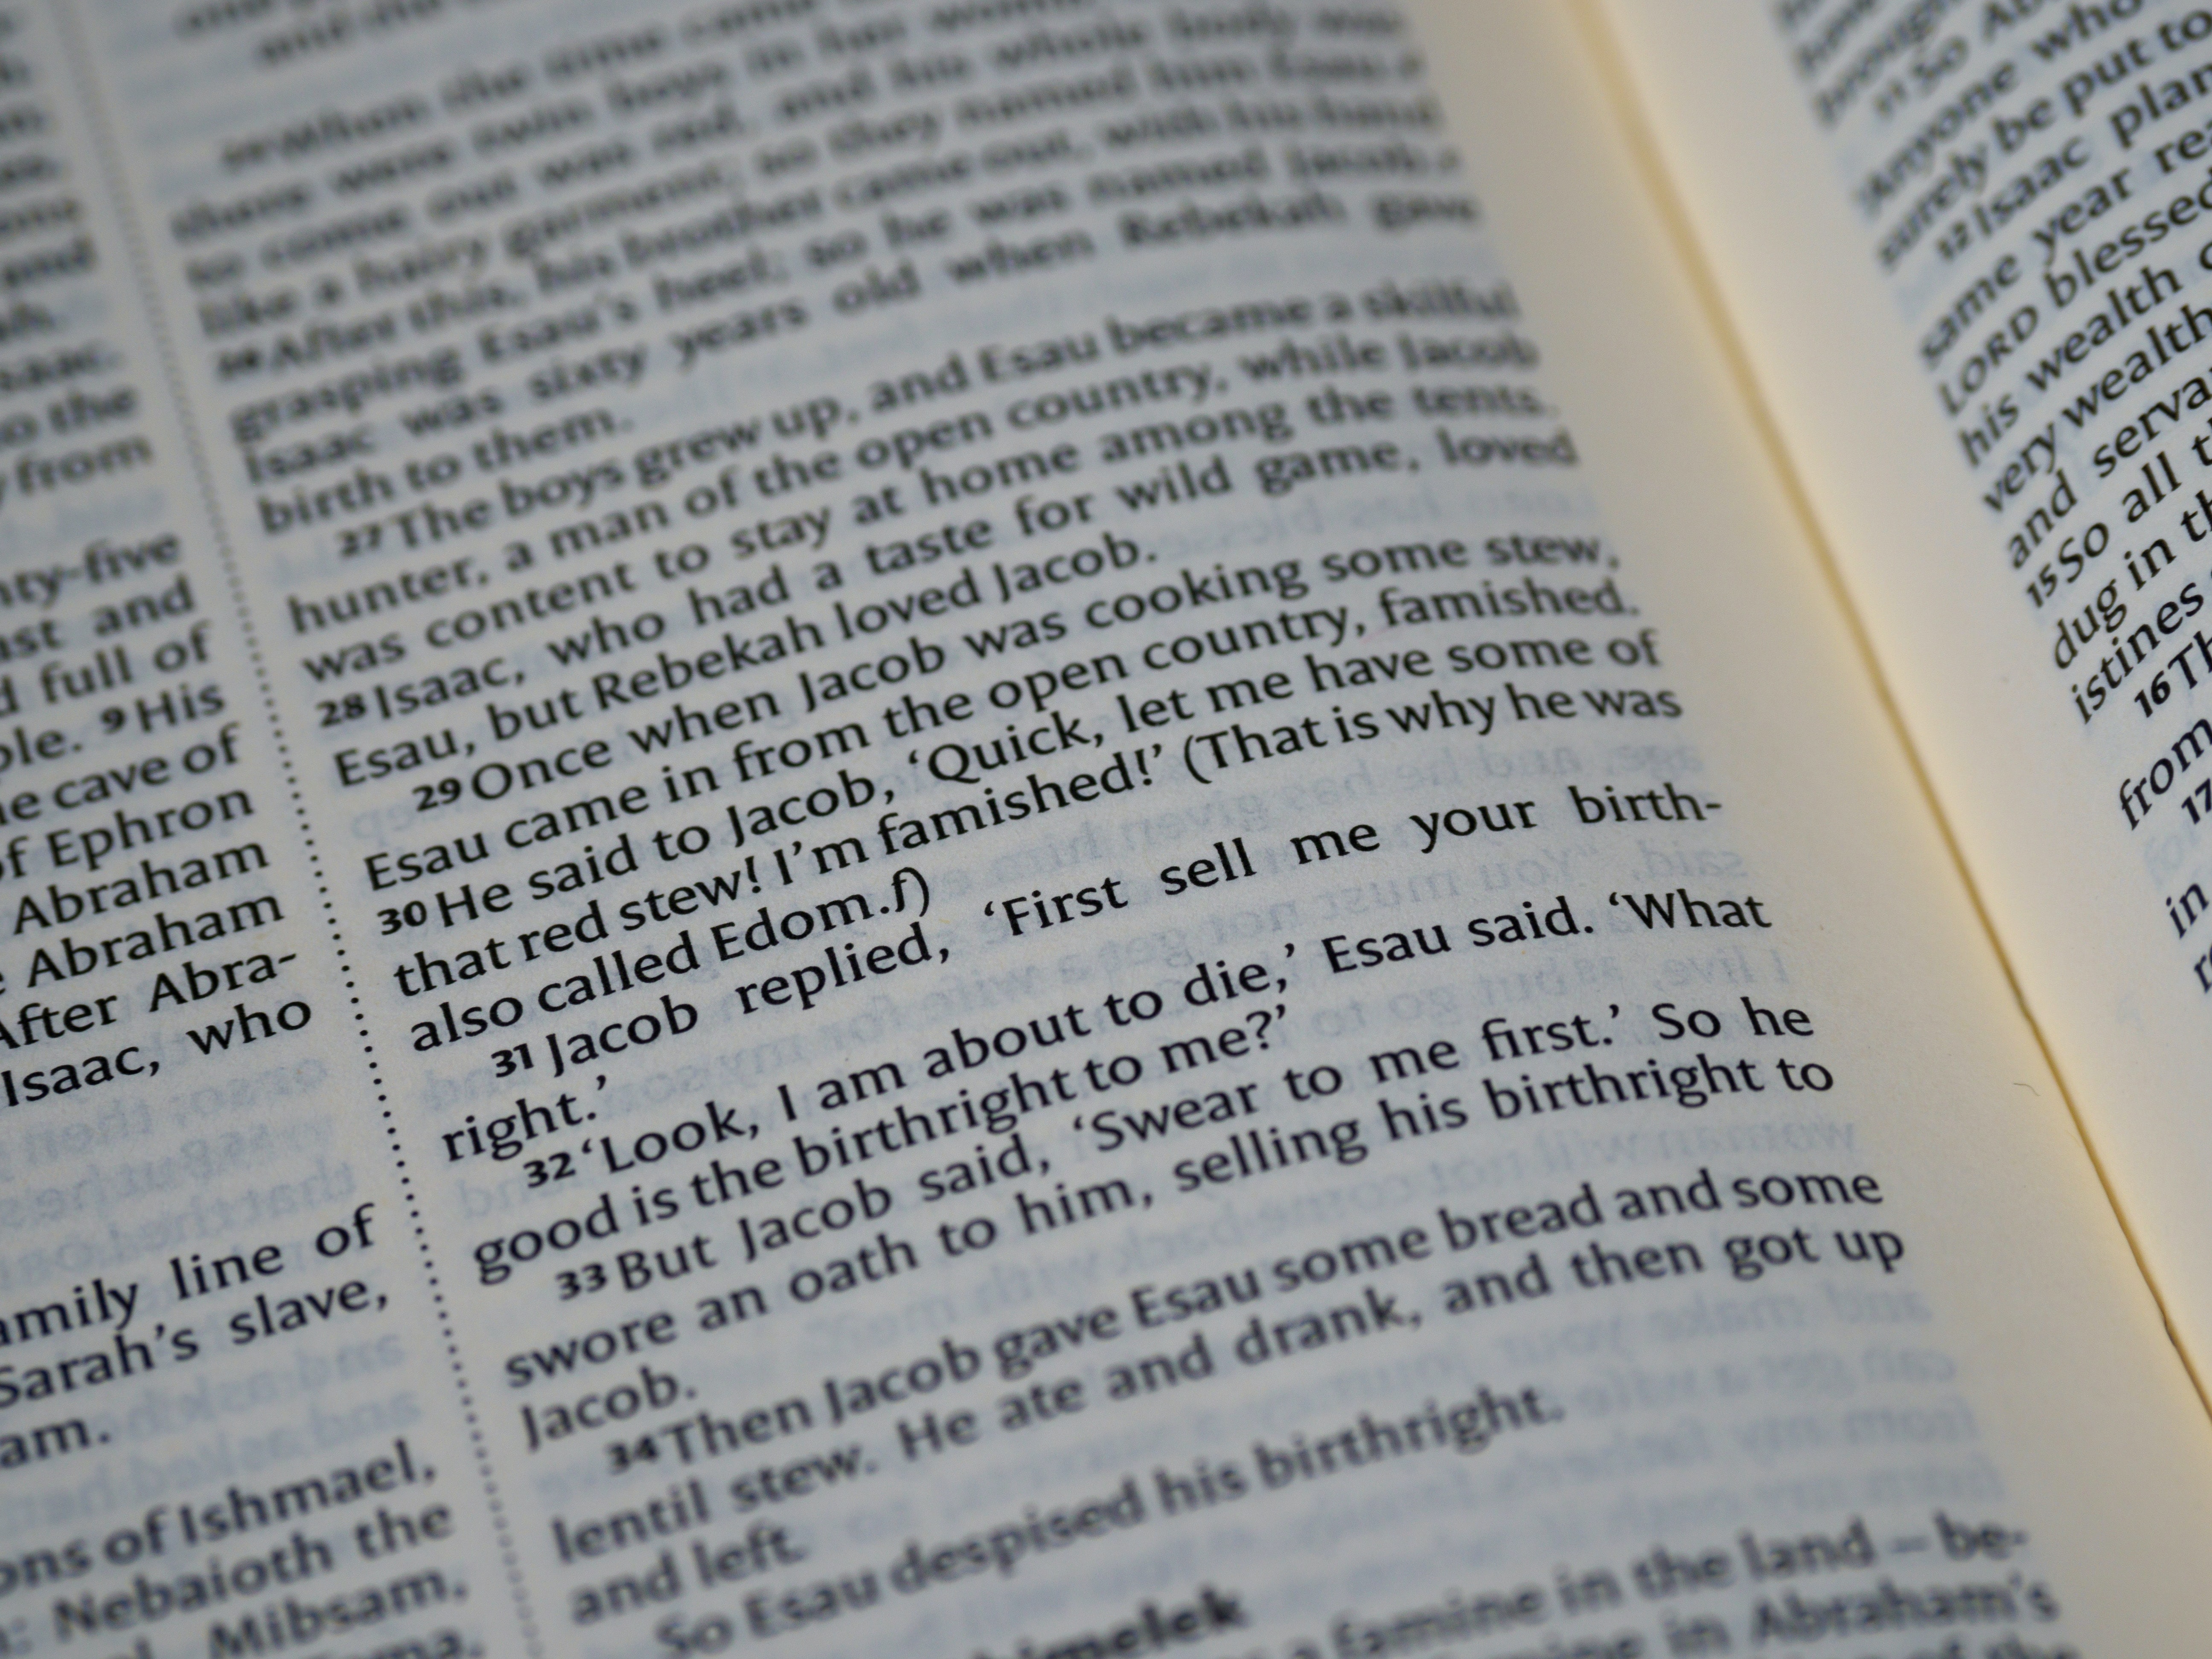 nty-five
ast and
full of
ple. 9 His
e cave of
of Ephron
Abraham
Abraham
After Abra-
Isaac, who
amily line of
Sarah's slave,
am.
ons of Ishmael,
: Nebaioth the
Mibsam,
24 When the time came
there were twin boys in her womb
to come out was red, and his whole body was
like a hairy garment; so they named him Esau.
26 After this, his brother came out, with his hand
grasping Esau's heel; so he was named Jacob.
Isaac was sixty years old when Rebekah gave
birth to them.
27 The boys grew up, and Esau became a skilful
hunter, a man of the open country, while Jacob
was content to stay at home among the tents.
28 Isaac, who had a taste for wild game, loved
Esau, but Rebekah loved Jacob.
29 Once when Jacob was cooking some stew,
Esau came in from the open country, famished.
30 He said to Jacob, ‘Quick, let me have some of
that red stew! I’m famished!’ (That is why he was
also called Edom.f)
31 Jacob replied, ‘First sell me your birth-
right.’
32 ‘Look, I am about to die,’ Esau said. ‘What
good is the birthright to me?’
33 But Jacob said, ‘Swear to me first.’ So he
swore an oath to him, selling his birthright to
Jacob.
34 Then Jacob gave Esau some bread and some
lentil stew. He ate and drank, and then got up
and left.
So Esau despised his birthright.
imelek
a famine in the land – be-
in Abraham’s
11 So
‘Anyone who
surely be put to
12 Isaac plan
same year rea
LORD blessed
his wealth
very wealth
and serva
15 So all
dug in th
istines
16 Th
from
17
in